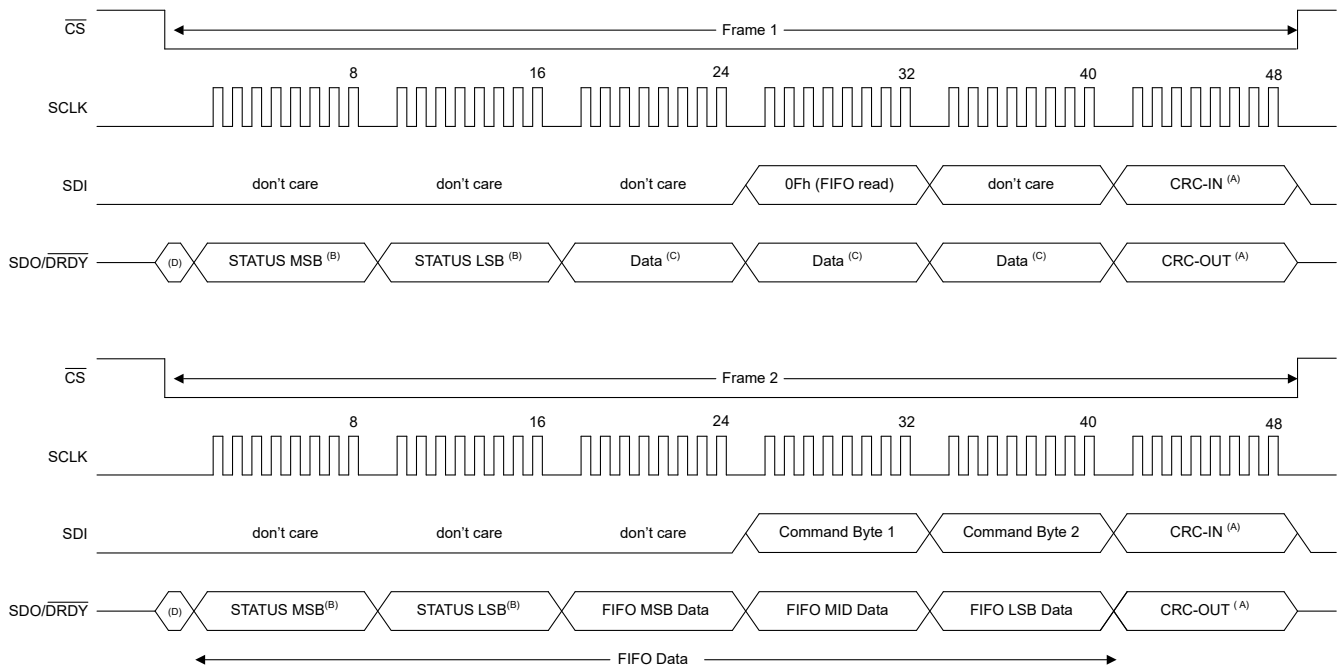 CS
Frame 1
8 16 24 32 40 48
SCLK
SDI don't care don't care don't care 0Fh (FIFO read) don't care CRC-IN (A)
SDO/DRDY (D) STATUS MSB (B) STATUS LSB (B) Data (C) Data (C) Data (C) CRC-OUT (A)
CS
Frame 2
8 16 24 32 40 48
SCLK
SDI don't care don't care don't care Command Byte 1 Command Byte 2 CRC-IN (A)
SDO/DRDY (D) STATUS MSB(B) STATUS LSB(B) FIFO MSB Data FIFO MID Data FIFO LSB Data CRC-OUT (A)
FIFO Data